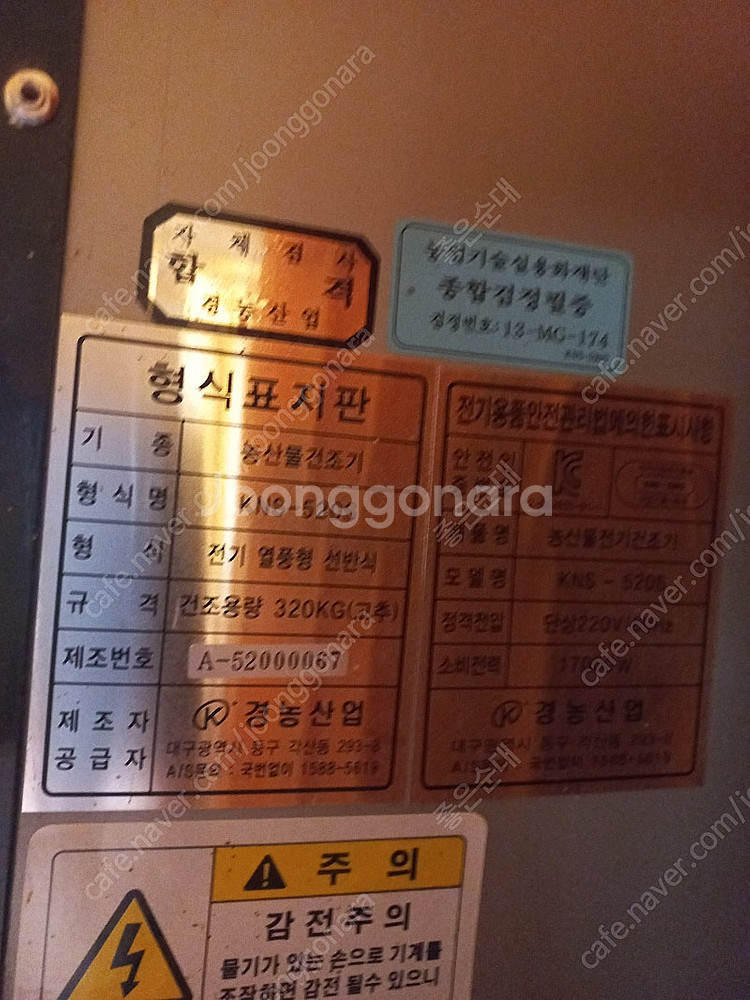 자체검사
합격
경농산업
농업기술실용화재단
종합검정필증
검정번호:13-MG-174
형식표지판
기종 농산물건조기
형식명 KNS-5205
형식 전기 열풍형 선반식
규격 건조용량 320KG(고추)
제조번호 A-52000067
제조자 경농산업
공급자 대구광역시 동구 각산동 293-8
A/S문의 : 국번없이 1588-5619
전기용품안전관리법에의한표시사항
안전인
제품명 농산물전기건조기
모델명 KNS - 5205
정격전압 단상220V
소비전력
경농산업
대구광역시 동구 각산동 293-8
A/S문의 : 국번없이 1588-5619
주의
감전주의
물기가 있는 손으로 기계를
조작하면 감전 될수 있으니
joonggonara
cafe.naver.com/joonggonara
좋은순대